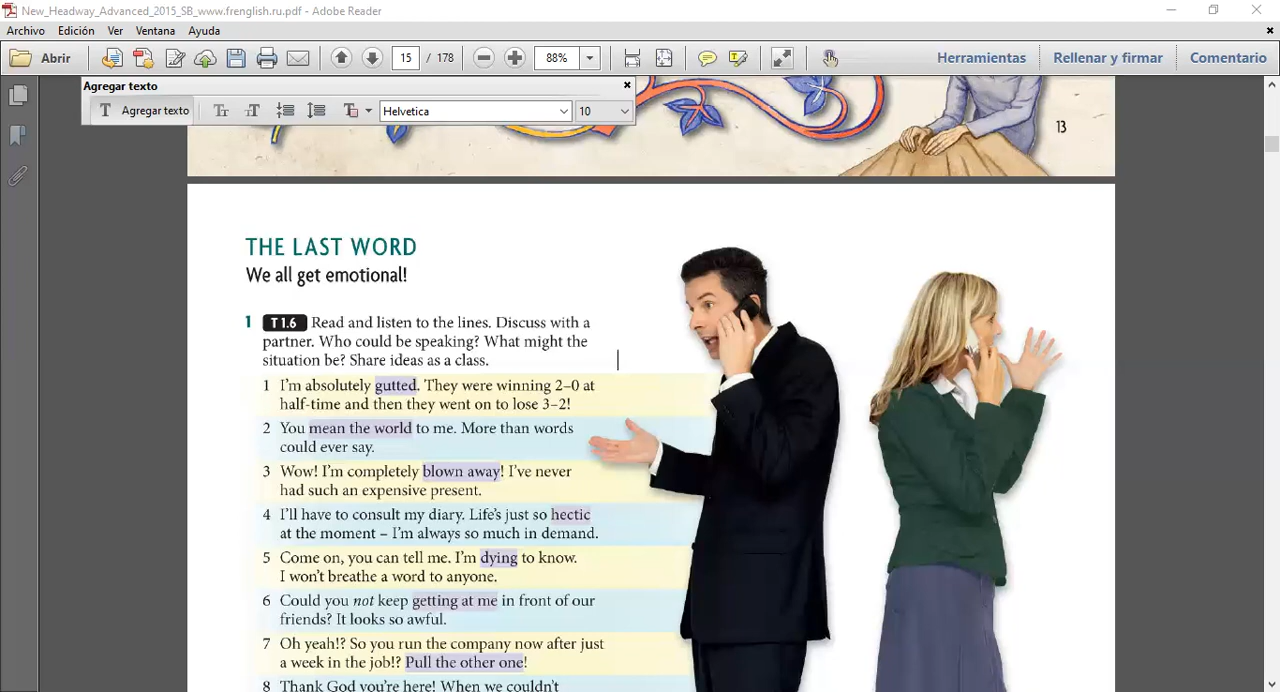 New_Headway_Advanced_2015_SB_www.frenglish.ru.pdf - Adobe Reader
Archivo Edición Ver Ventana Ayuda
Abrir 15 / 178 88% Herramientas Rellenar y firmar Comentario
Agregar texto
T Agregar texto Helvetica 10
13
THE LAST WORD
We all get emotional!
1 T 1.6 Read and listen to the lines. Discuss with a
partner. Who could be speaking? What might the
situation be? Share ideas as a class.
1 I'm absolutely gutted. They were winning 2–0 at
half-time and then they went on to lose 3–2!
2 You mean the world to me. More than words
could ever say.
3 Wow! I'm completely blown away! I've never
had such an expensive present.
4 I'll have to consult my diary. Life's just so hectic
at the moment – I'm always so much in demand.
5 Come on, you can tell me. I'm dying to know.
I won't breathe a word to anyone.
6 Could you not keep getting at me in front of our
friends? It looks so awful.
7 Oh yeah!? So you run the company now after just
a week in the job!? Pull the other one!
8 Thank God you're here! When we couldn't